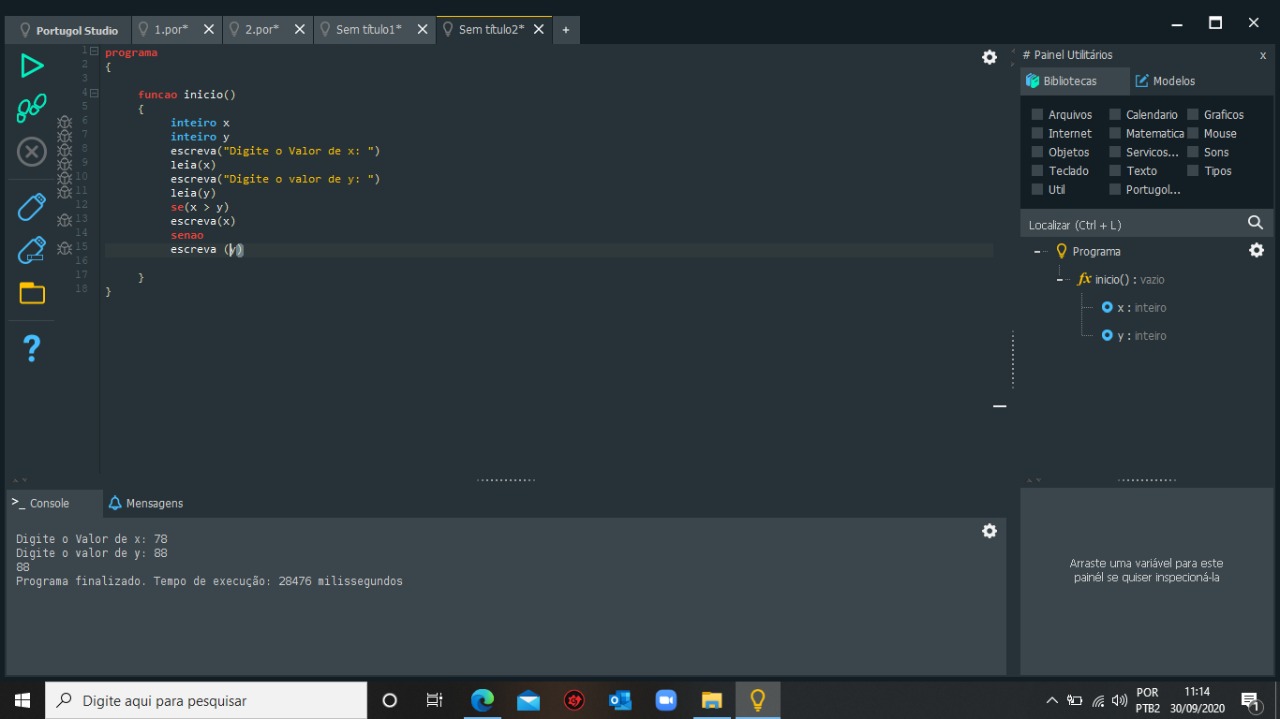 Portugol Studio 1.por* 2.por* Sem título1* Sem título2* +
1 programa
2 {
3
4 funcao inicio()
5 {
6 inteiro x
7 inteiro y
8 escreva("Digite o Valor de x: ")
9 leia(x)
10 escreva("Digite o valor de y: ")
11 leia(y)
12 se(x > y)
13 escreva(x)
14 senao
15 escreva (y)
16
17 }
18 }
# Painel Utilitários x
Bibliotecas Modelos
Arquivos Calendario Graficos
Internet Matematica Mouse
Objetos Servicos... Sons
Teclado Texto Tipos
Util Portugol...
Localizar (Ctrl + L)
Programa
fx inicio() : vazio
x : inteiro
y : inteiro
>_ Console Mensagens
Digite o Valor de x: 78
Digite o valor de y: 88
88
Programa finalizado. Tempo de execução: 28476 milissegundos
Arraste uma variável para este
painél se quiser inspecioná-la
Digite aqui para pesquisar
POR
PTB2
11:14
30/09/2020
1